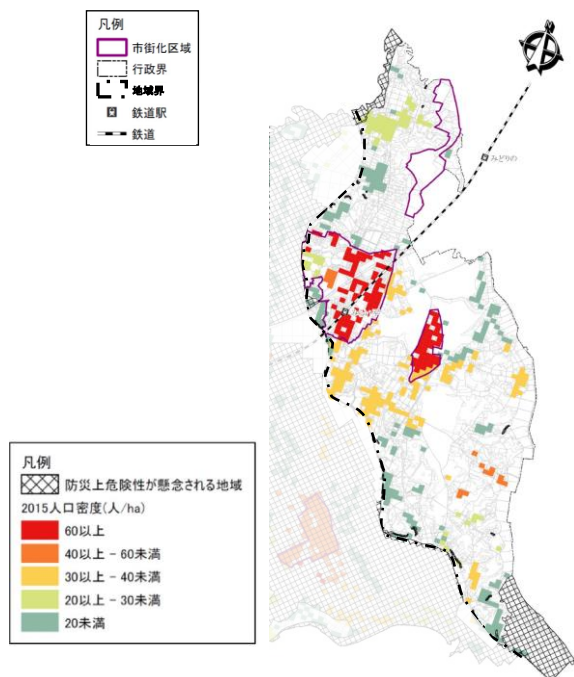 凡例
市街化区域
行政界
地域界
鉄道駅
鉄道
みどりの
凡例
防災上危険性が懸念される地域
2015人口密度(人/ha)
60以上
40以上 - 60未満
30以上 - 40未満
20以上 - 30未満
20未満